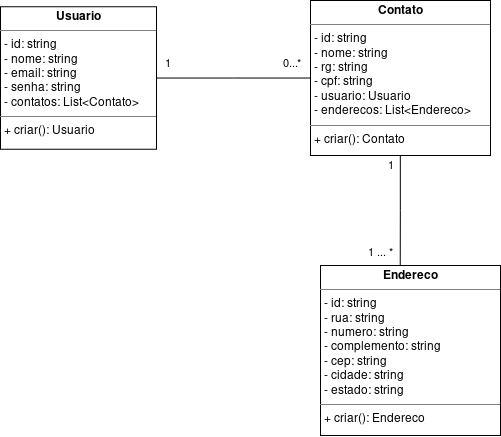 Usuario
- id: string
- nome: string
- email: string
- senha: string
- contatos: List<Contato>
+ criar(): Usuario
1
0...*
Contato
- id: string
- nome: string
- rg: string
- cpf: string
- usuario: Usuario
- enderecos: List<Endereco>
+ criar(): Contato
1
1 ... *
Endereco
- id: string
- rua: string
- numero: string
- complemento: string
- cep: string
- cidade: string
- estado: string
+ criar(): Endereco